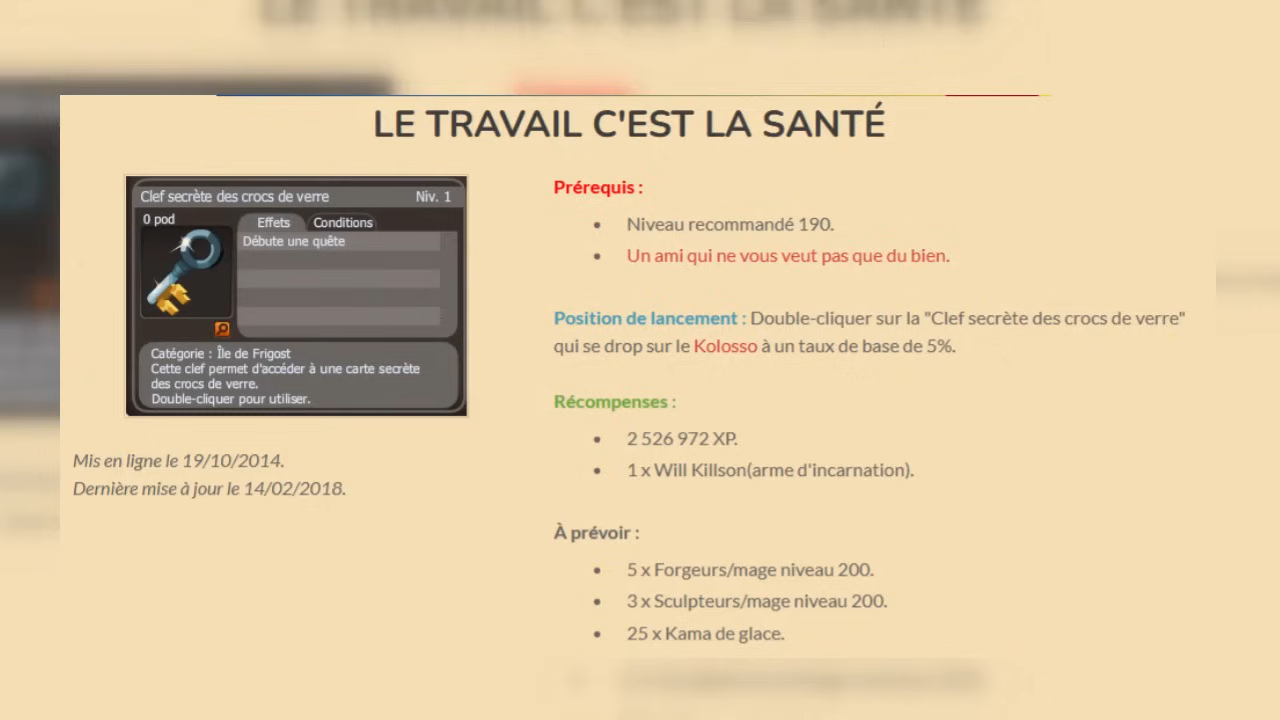 LE TRAVAIL C'EST LA SANTÉ
Clef secrète des crocs de verre Niv. 1
0 pod
Effets Conditions
Débute une quête
Catégorie : Île de Frigost
Cette clef permet d'accéder à une carte secrète
des crocs de verre.
Double-cliquer pour utiliser.
Mis en ligne le 19/10/2014.
Dernière mise à jour le 14/02/2018.
Prérequis :
• Niveau recommandé 190.
• Un ami qui ne vous veut pas que du bien.
Position de lancement : Double-cliquer sur la "Clef secrète des crocs de verre"
qui se drop sur le Kolosso à un taux de base de 5%.
Récompenses :
• 2 526 972 XP.
• 1 x Will Killson(arme d'incarnation).
À prévoir :
• 5 x Forgeurs/mage niveau 200.
• 3 x Sculpteurs/mage niveau 200.
• 25 x Kama de glace.